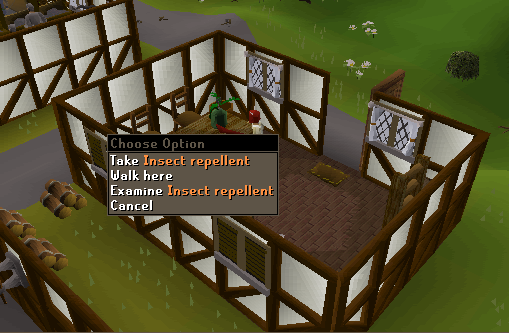 Choose Option
Take Insect repellent
Walk here
Examine Insect repellent
Cancel